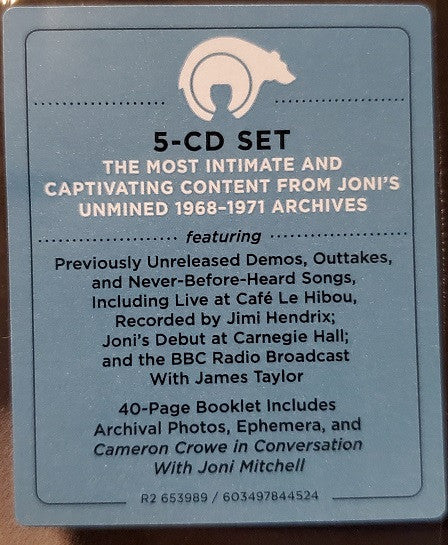 5-CD SET
THE MOST INTIMATE AND
CAPTIVATING CONTENT FROM JONI'S
UNMINED 1968-1971 ARCHIVES
featuring
Previously Unreleased Demos, Outtakes,
and Never-Before-Heard Songs,
Including Live at Café Le Hibou,
Recorded by Jimi Hendrix;
Joni's Debut at Carnegie Hall;
and the BBC Radio Broadcast
With James Taylor
40-Page Booklet Includes
Archival Photos, Ephemera, and
Cameron Crowe in Conversation
With Joni Mitchell
R2 653989 / 603497844524